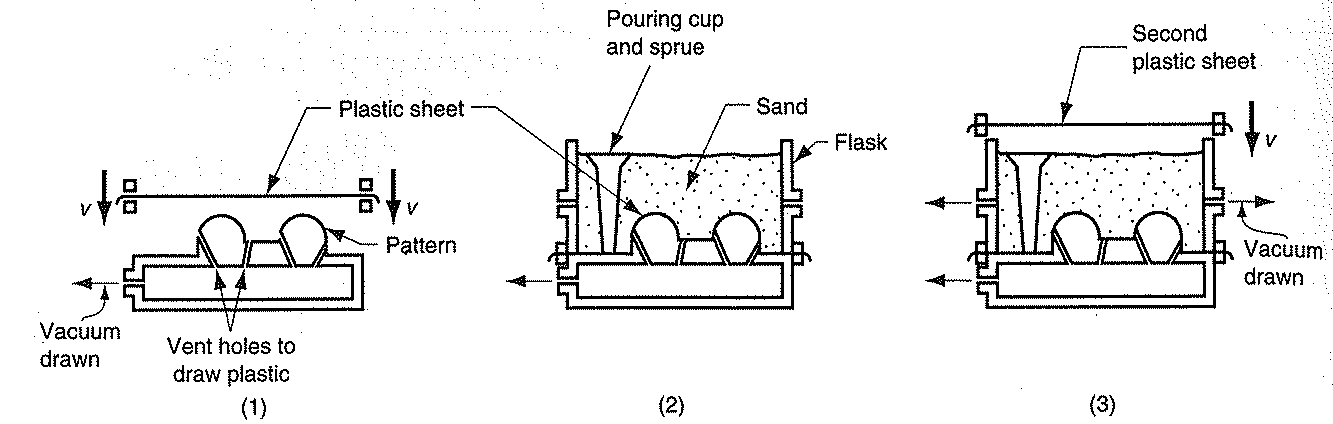 Pouring cup
and sprue
Second
plastic sheet
Plastic sheet
Sand
Flask
v
v
v
Pattern
Vacuum
drawn
Vent holes to
draw plastic
Vacuum
drawn
(1)
(2)
(3)